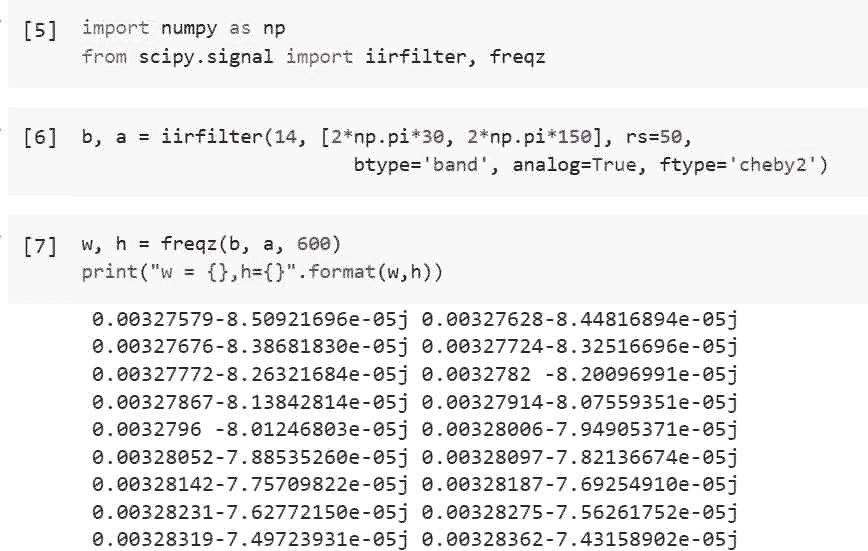 [5] import numpy as np
from scipy.signal import iirfilter, freqz
[6] b, a = iirfilter(14, [2*np.pi*30, 2*np.pi*150], rs=50,
btype='band', analog=True, ftype='cheby2')
[7] w, h = freqz(b, a, 600)
print("w = {},h={}".format(w,h))
0.00327579-8.50921696e-05j 0.00327628-8.44816894e-05j
0.00327676-8.38681830e-05j 0.00327724-8.32516696e-05j
0.00327772-8.26321684e-05j 0.0032782 -8.20096991e-05j
0.00327867-8.13842814e-05j 0.00327914-8.07559351e-05j
0.0032796 -8.01246803e-05j 0.00328006-7.94905371e-05j
0.00328052-7.88535260e-05j 0.00328097-7.82136674e-05j
0.00328142-7.75709822e-05j 0.00328187-7.69254910e-05j
0.00328231-7.62772150e-05j 0.00328275-7.56261752e-05j
0.00328319-7.49723931e-05j 0.00328362-7.43158902e-05j